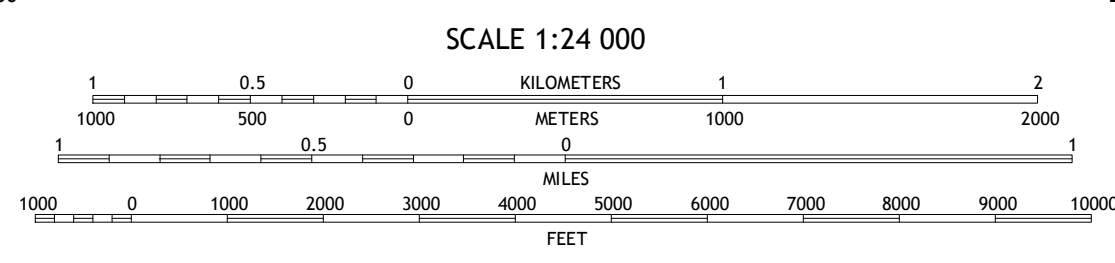 SCALE 1:24 000
1 0.5 0 KILOMETERS 1 2
1000 500 0 METERS 1000 2000
1 0.5 0 1
MILES
1000 0 1000 2000 3000 4000 5000 6000 7000 8000 9000 10000
FEET